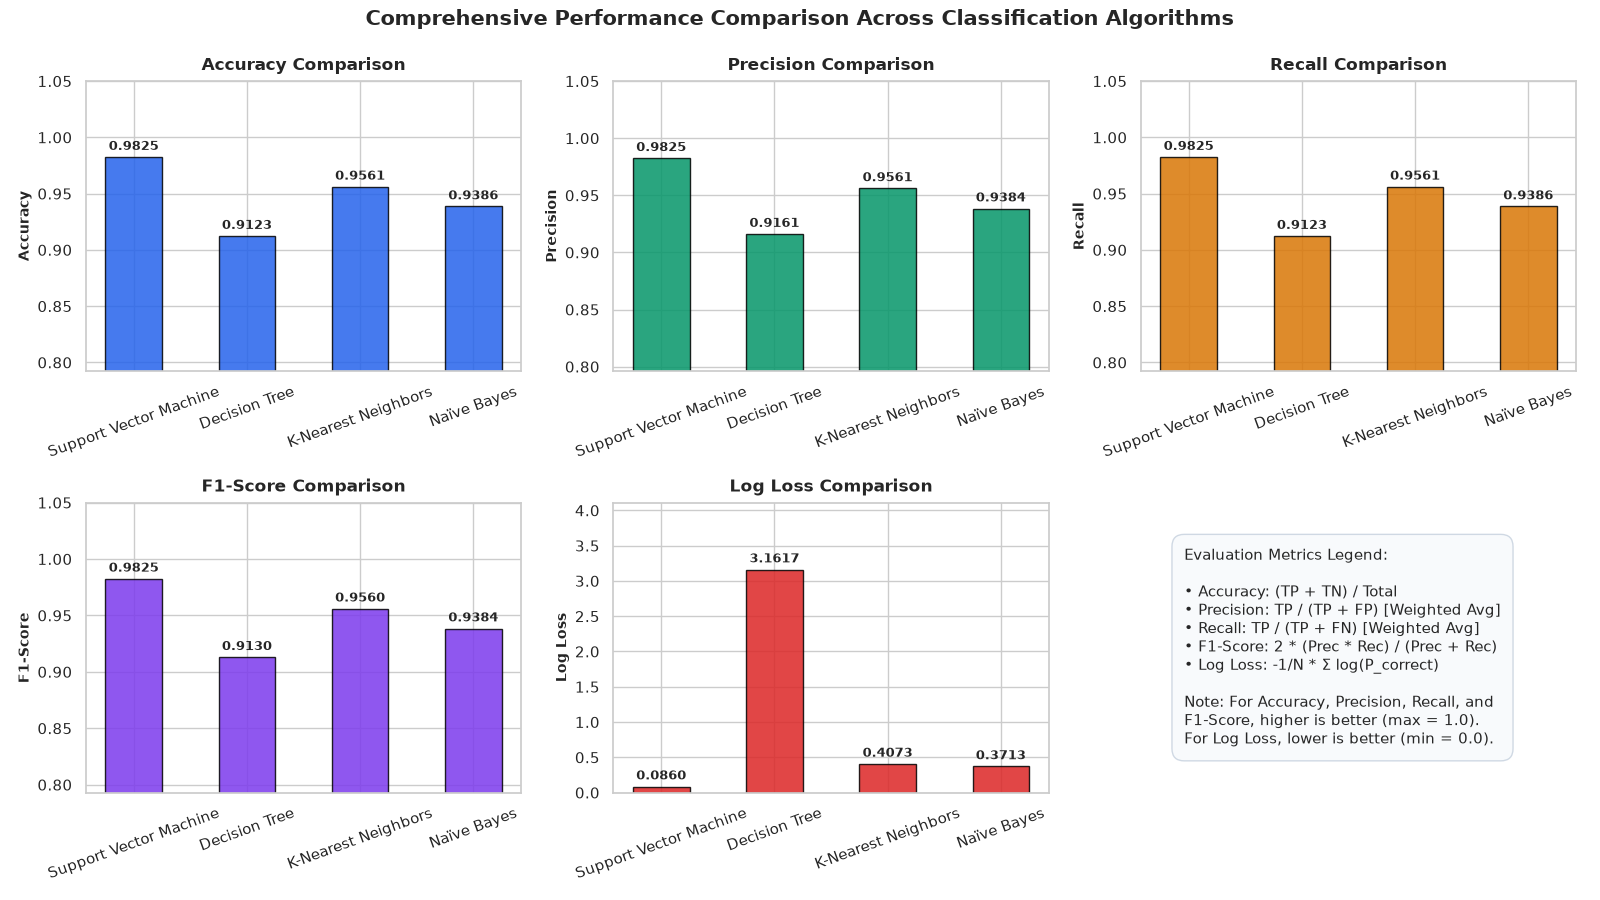 Comprehensive Performance Comparison Across Classification Algorithms
Accuracy Comparison
Accuracy
1.05
1.00
0.95
0.90
0.85
0.80
0.9825
0.9123
0.9561
0.9386
Support Vector Machine
Decision Tree
K-Nearest Neighbors
Naïve Bayes
Precision Comparison
Precision
1.05
1.00
0.95
0.90
0.85
0.80
0.9825
0.9161
0.9561
0.9384
Support Vector Machine
Decision Tree
K-Nearest Neighbors
Naïve Bayes
Recall Comparison
Recall
1.05
1.00
0.95
0.90
0.85
0.80
0.9825
0.9123
0.9561
0.9386
Support Vector Machine
Decision Tree
K-Nearest Neighbors
Naïve Bayes
F1-Score Comparison
F1-Score
1.05
1.00
0.95
0.90
0.85
0.80
0.9825
0.9130
0.9560
0.9384
Support Vector Machine
Decision Tree
K-Nearest Neighbors
Naïve Bayes
Log Loss Comparison
Log Loss
4.0
3.5
3.0
2.5
2.0
1.5
1.0
0.5
0.0
0.0860
3.1617
0.4073
0.3713
Support Vector Machine
Decision Tree
K-Nearest Neighbors
Naïve Bayes
Evaluation Metrics Legend:
• Accuracy: (TP + TN) / Total
• Precision: TP / (TP + FP) [Weighted Avg]
• Recall: TP / (TP + FN) [Weighted Avg]
• F1-Score: 2 * (Prec * Rec) / (Prec + Rec)
• Log Loss: -1/N * Σ log(P_correct)
Note: For Accuracy, Precision, Recall, and
F1-Score, higher is better (max = 1.0).
For Log Loss, lower is better (min = 0.0).